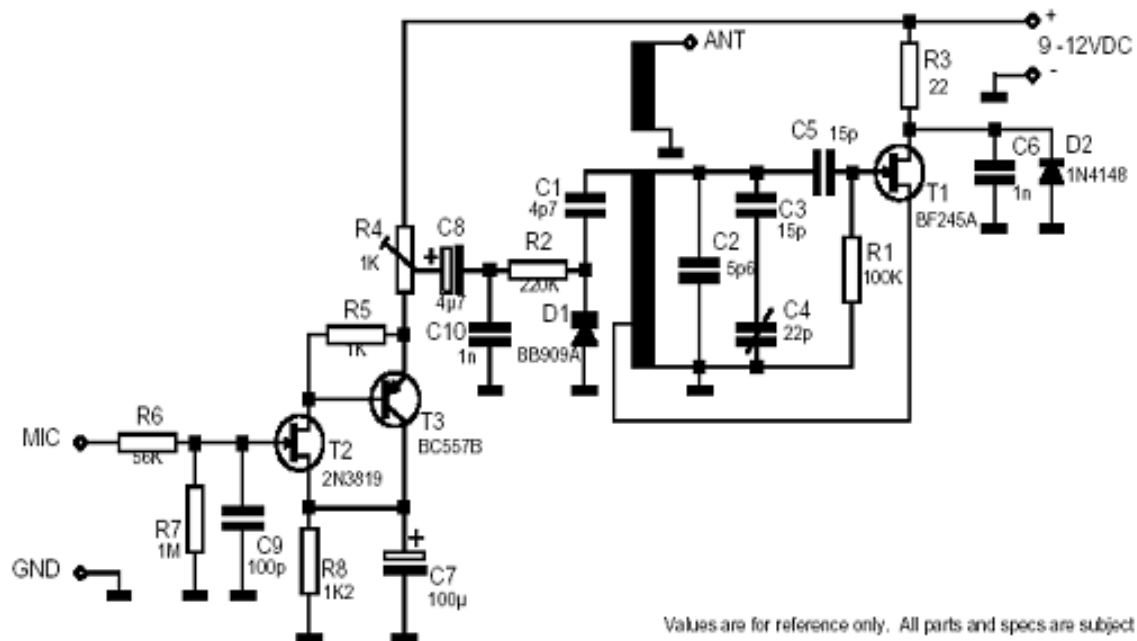 +
9 -12VDC
-
ANT
R3
22
C5
15p
C6
1n
D2
1N4148
T1
BF245A
C1
4p7
C3
15p
R4
1K
C8
+
4µ7
R2
220K
C2
5p6
R1
100K
R5
1K
C10
1n
D1
BB909A
C4
22p
T3
BC557B
MIC
R6
56K
T2
2N3819
R7
1M
C9
100p
GND
R8
1K2
+
C7
100µ
Values are for reference only. All parts and specs are subject